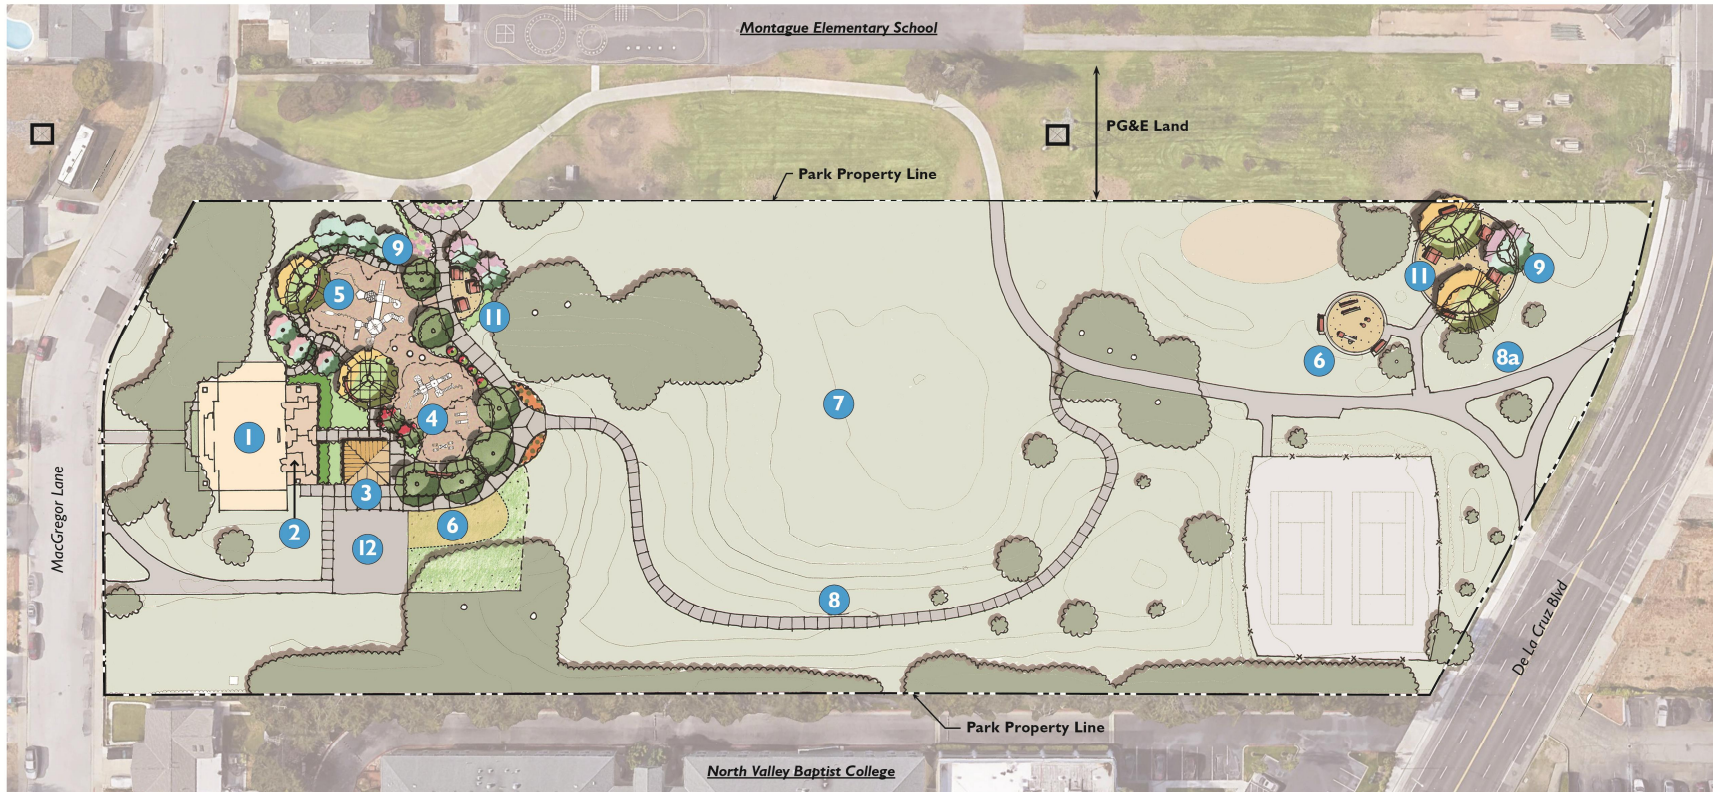 Montague Elementary School
PG&E Land
Park Property Line
9
9
5
11
11
6
8a
7
4
1
MacGregor Lane
3
6
2
12
8
De La Cruz Blvd
Park Property Line
North Valley Baptist College